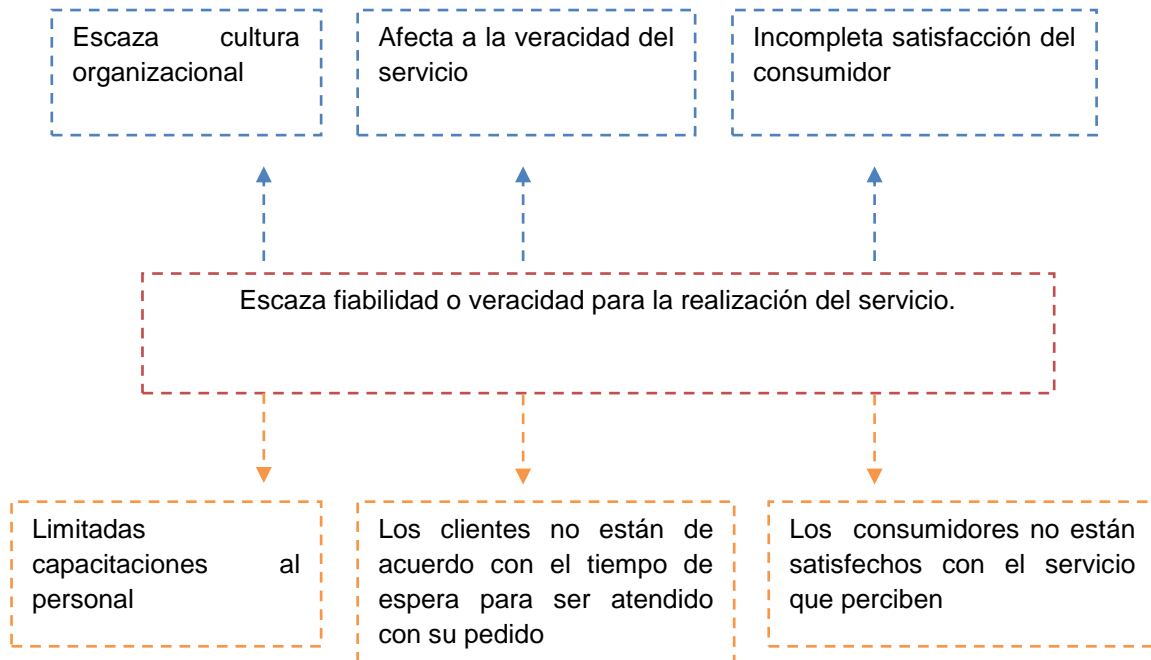 Escaza cultura
organizacional
Afecta a la veracidad del
servicio
Incompleta satisfacción del
consumidor
Escaza fiabilidad o veracidad para la realización del servicio.
Limitadas
capacitaciones al
personal
Los clientes no están de
acuerdo con el tiempo de
espera para ser atendido
con su pedido
Los consumidores no están
satisfechos con el servicio
que perciben